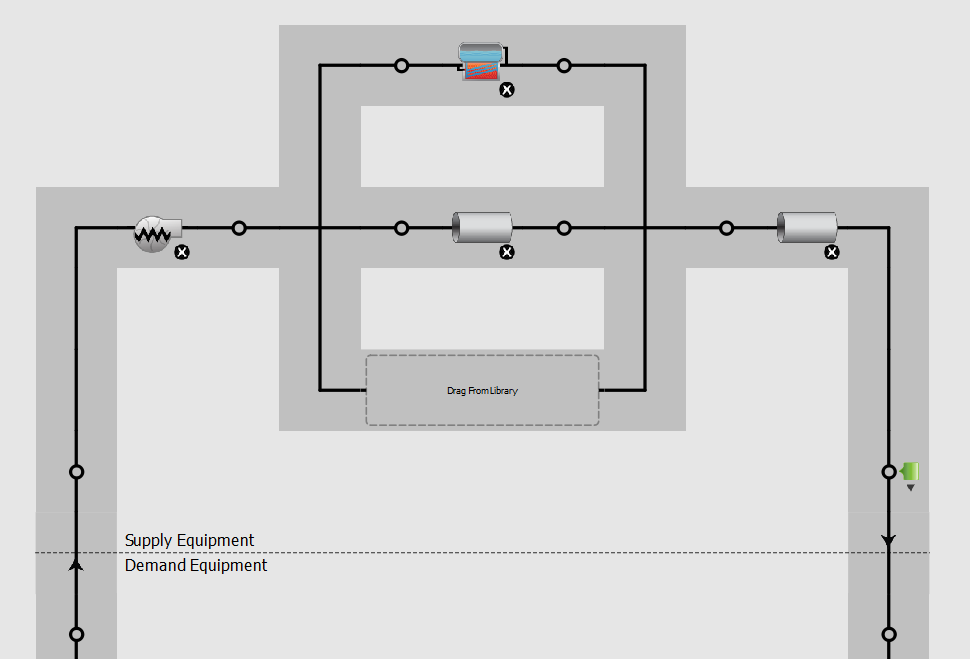 Drag From Library
Supply Equipment
Demand Equipment